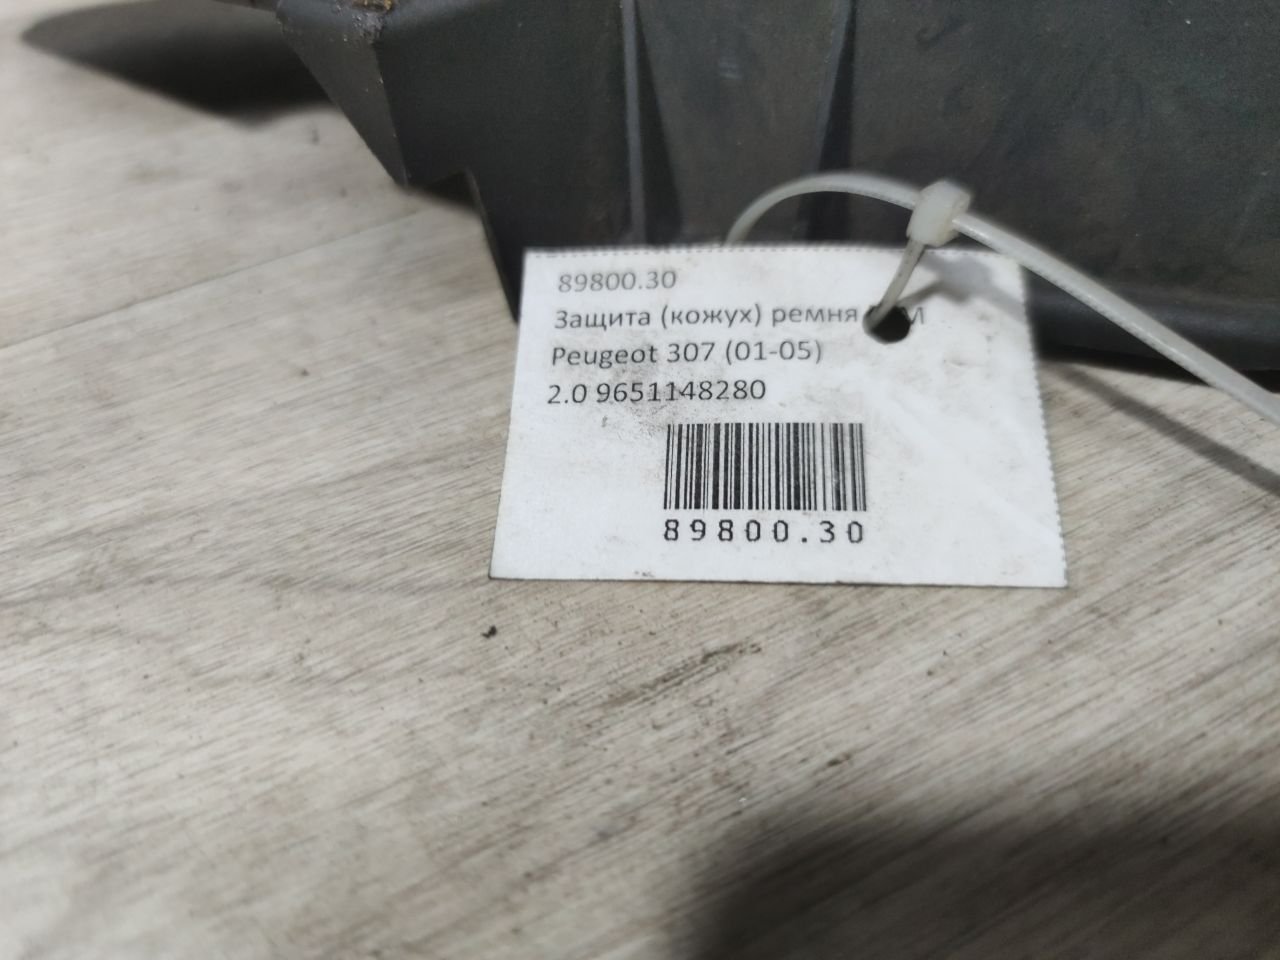 89800.30
Защита (кожух) ремня
Peugeot 307 (01-05)
2.0 9651148280
89800.30